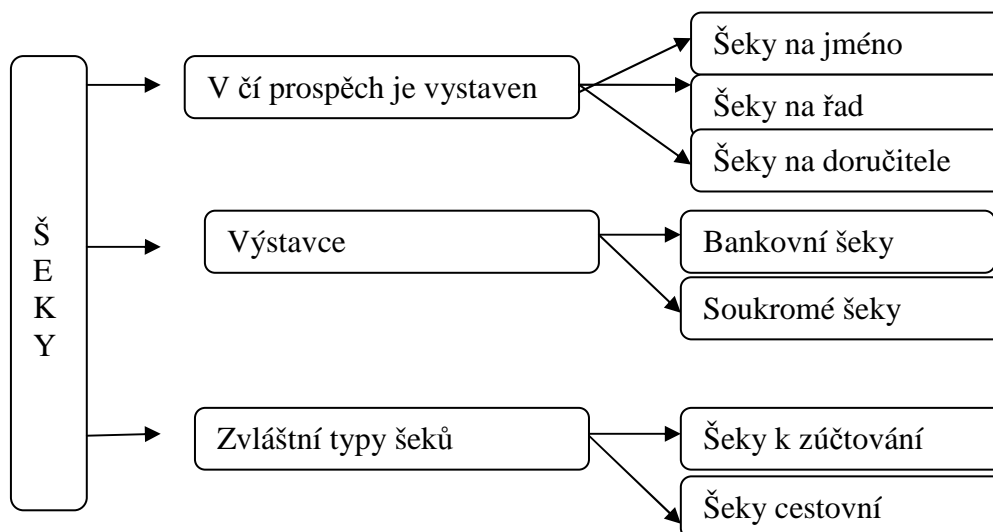 Š
E
K
Y
V čí prospěch je vystaven
Šeky na jméno
Šeky na řad
Šeky na doručitele
Výstavce
Bankovní šeky
Soukromé šeky
Zvláštní typy šeků
Šeky k zúčtování
Šeky cestovní